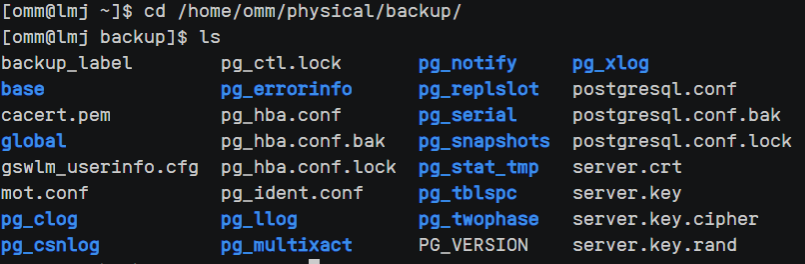 [omm@lmj ~]$ cd /home/omm/physical/backup/
[omm@lmj backup]$ ls
backup_label pg_ctl.lock pg_notify pg_xlog
base pg_errorinfo pg_replslot postgresql.conf
cacert.pem pg_hba.conf pg_serial postgresql.conf.bak
global pg_hba.conf.bak pg_snapshots postgresql.conf.lock
gswlm_userinfo.cfg pg_hba.conf.lock pg_stat_tmp server.crt
mot.conf pg_ident.conf pg_tblspc server.key
pg_clog pg_llog pg_twophase server.key.cipher
pg_csnlog pg_multixact PG_VERSION server.key.rand